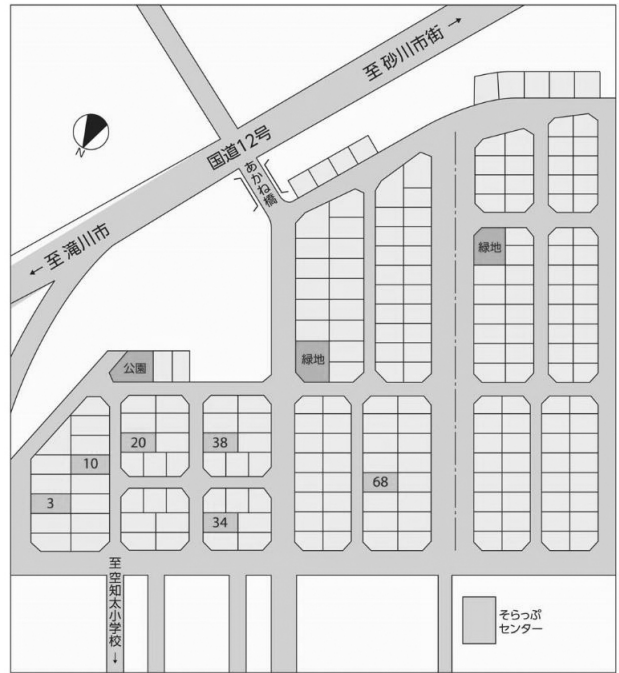 至 砂川市街 →
国道12号
あかね橋
N
← 至 滝川市
緑地
緑地
公園
20
38
10
3
68
34
至 空知太小学校 →
そらっぷ
センター